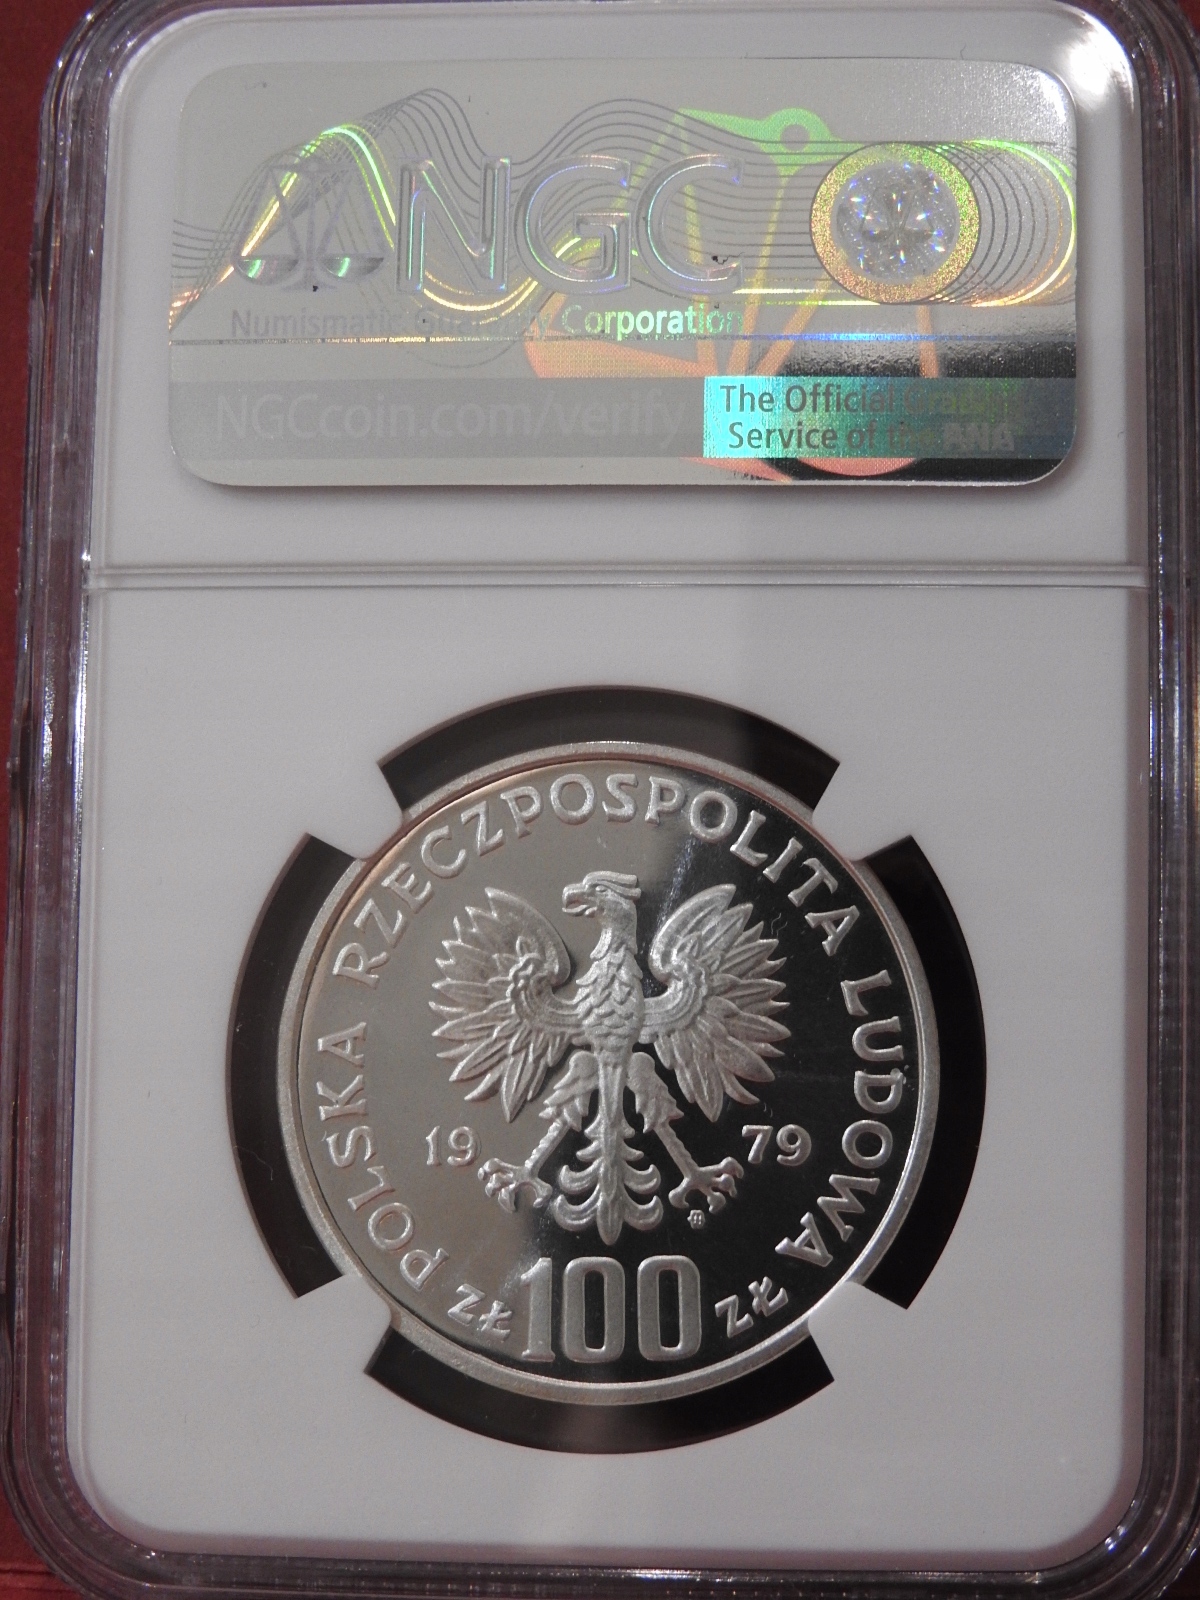 NGC
Numismatic Guaranty Corporation
NGCcoin.com/verify
The Official Grading
Service of the ANA
POLSKA RZECZPOSPOLITA LUDOWA
19 79
ZŁ 100 ZŁ